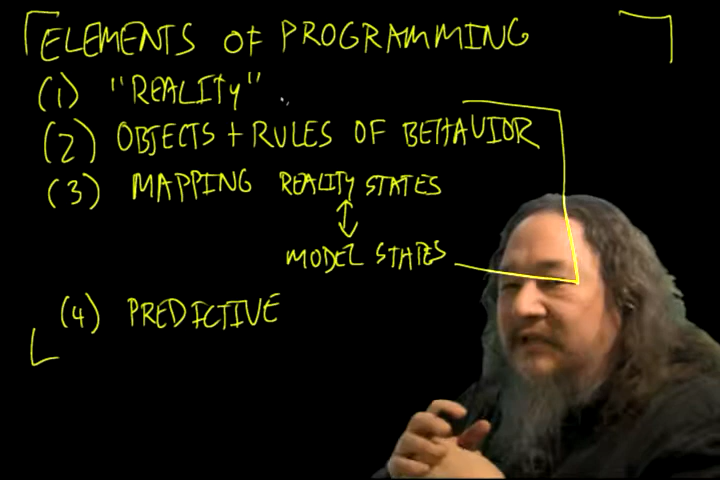 ELEMENTS OF PROGRAMMING
(1) "REALITY".
(2) OBJECTS + RULES OF BEHAVIOR
(3) MAPPING REALITY STATES
↕
MODEL STATES
(4) PREDICTIVE